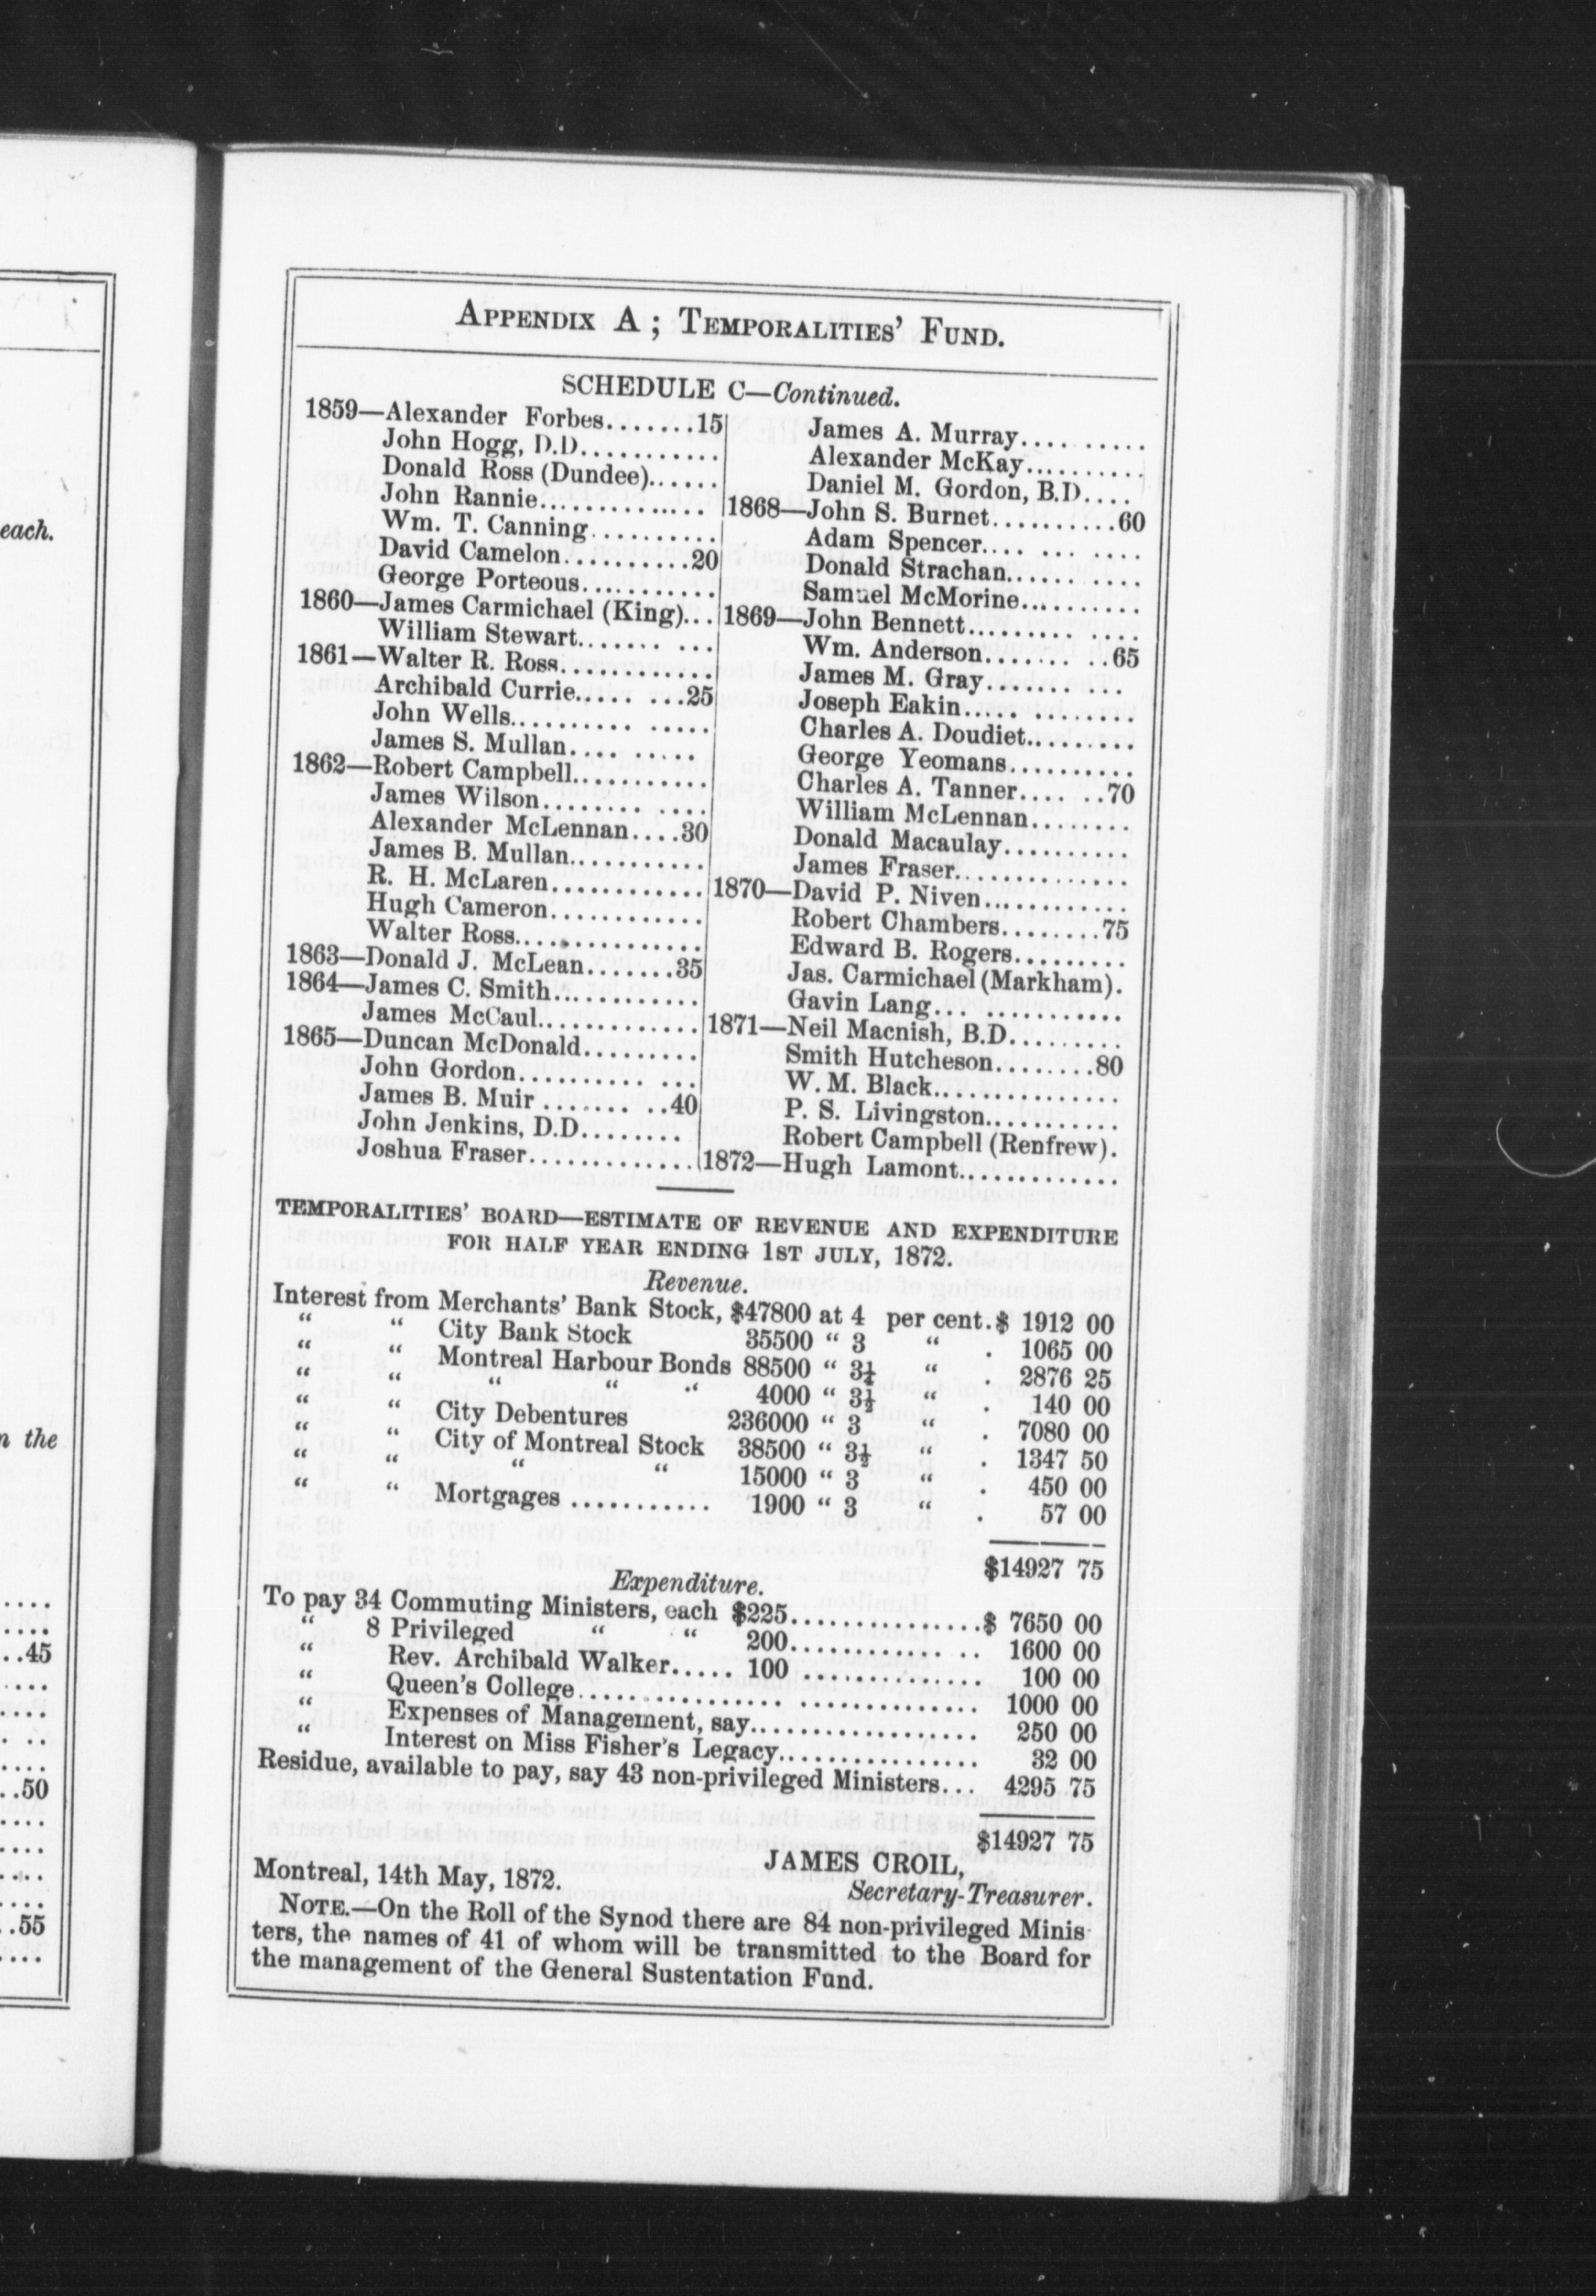 each.
n the
..45
..50
..55
APPENDIX A ; TEMPORALITIES' FUND.
SCHEDULE C—Continued.
1859—Alexander Forbes.......15
John Hogg, D.D...........
Donald Ross (Dundee)......
John Rannie..............
Wm. T. Canning..........
David Camelon..........20
George Porteous...........
1860—James Carmichael (King)...
William Stewart....... ...
1861—Walter R. Ross............
Archibald Currie..... ...25
John Wells.......... .....
James S. Mullan.... .....
1862—Robert Campbell...........
James Wilson........ ....
Alexander McLennan....30
James B. Mullan...........
R. H. McLaren............
Hugh Cameron............
Walter Ross...............
1863—Donald J. McLean.......35
1864—James C. Smith............
James McCaul.............
1865—Duncan McDonald.........
John Gordon.......... ...
James B. Muir ....... ..40
John Jenkins, D.D........
Joshua Fraser.............
James A. Murray..........
Alexander McKay..........
Daniel M. Gordon, B.D....
1868—John S. Burnet..........60
Adam Spencer.... ... ....
Donald Strachan...........
Samuel McMorine..........
1869—John Bennett......... ....
Wm. Anderson....... ..65
James M. Gray....... ...
Joseph Eakin..... ........
Charles A. Doudiet.........
George Yeomans..........
Charles A. Tanner..... ..70
William McLennan........
Donald Macaulay..........
James Fraser..............
1870—David P. Niven...........
Robert Chambers........75
Edward B. Rogers.........
Jas. Carmichael (Markham).
Gavin Lang... ...........
1871—Neil Macnish, B.D.........
Smith Hutcheson........80
W. M. Black...............
P. S. Livingston...........
Robert Campbell (Renfrew).
1872—Hugh Lamont.............
TEMPORALITIES' BOARD—ESTIMATE OF REVENUE AND EXPENDITURE
FOR HALF YEAR ENDING 1ST JULY, 1872.
Revenue.
Interest from Merchants' Bank Stock, $47800 at 4 per cent.$ 1912 00
" " City Bank Stock 35500 " 3 " . 1065 00
" " Montreal Harbour Bonds 88500 " 3¼ " . 2876 25
" " " " " 4000 " 3½ " . 140 00
" " City Debentures 236000 " 3 " . 7080 00
" " City of Montreal Stock 38500 " 3½ " . 1347 50
" " " " 15000 " 3 " . 450 00
" " Mortgages ........... 1900 " 3 " . 57 00
$14927 75
Expenditure.
To pay 34 Commuting Ministers, each $225...............$ 7650 00
" 8 Privileged " " 200............ .. 1600 00
" Rev. Archibald Walker..... 100 ............. 100 00
" Queen's College............... ............. 1000 00
" Expenses of Management, say................. 250 00
" Interest on Miss Fisher's Legacy............... 32 00
Residue, available to pay, say 43 non-privileged Ministers... 4295 75
$14927 75
JAMES CROIL,
Montreal, 14th May, 1872.
Secretary-Treasurer.
NOTE.—On the Roll of the Synod there are 84 non-privileged Minis-
ters, the names of 41 of whom will be transmitted to the Board for
the management of the General Sustentation Fund.